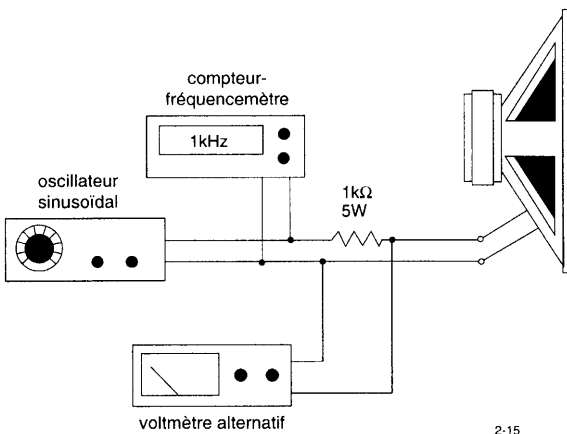 compteur-
fréquencemètre
1kHz
oscillateur
sinusoïdal
1kΩ
5W
voltmètre alternatif
2-15